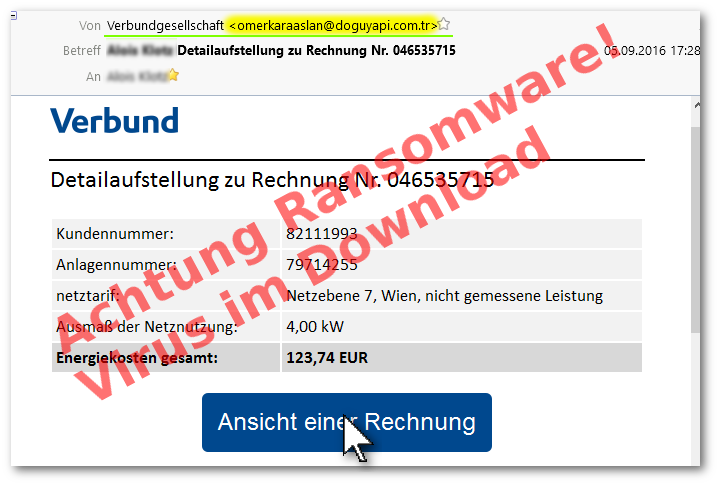 Von Verbundgesellschaft <omerkaraaslan@doguyapi.com.tr>
Betreff Detailaufstellung zu Rechnung Nr. 046535715 05.09.2016 17:28
An
Verbund
Detailaufstellung zu Rechnung Nr. 046535715
Kundennummer: 82111993
Anlagennummer: 79714255
netztarif: Netzebene 7, Wien, nicht gemessene Leistung
Ausmaß der Netznutzung: 4,00 kW
Energiekosten gesamt: 123,74 EUR
Ansicht einer Rechnung
Achtung Ransomware!
Virus im Download